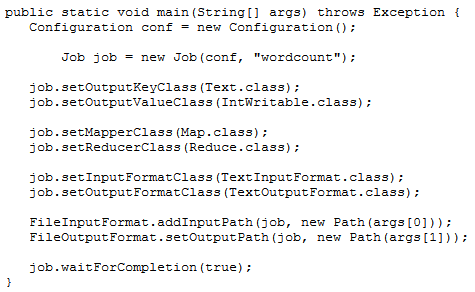 public static void main(String[] args) throws Exception {
Configuration conf = new Configuration();
Job job = new Job(conf, "wordcount");
job.setOutputKeyClass(Text.class);
job.setOutputValueClass(IntWritable.class);
job.setMapperClass(Map.class);
job.setReducerClass(Reduce.class);
job.setInputFormatClass(TextInputFormat.class);
job.setOutputFormatClass(TextOutputFormat.class);
FileInputFormat.addInputPath(job, new Path(args[0]));
FileOutputFormat.setOutputPath(job, new Path(args[1]));
job.waitForCompletion(true);
}